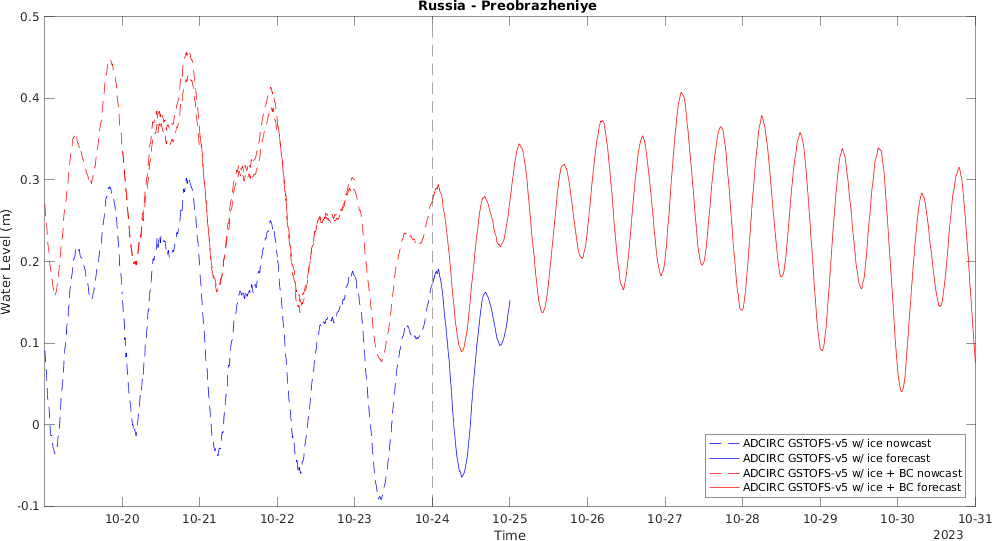 Russia - Preobrazheniye
0.5
0.4
0.3
0.2
0.1
0
-0.1
Water Level (m)
10-20 10-21 10-22 10-23 10-24 10-25 10-26 10-27 10-28 10-29 10-30 10-31
Time
2023
ADCIRC GSTOFS-v5 w/ ice nowcast
ADCIRC GSTOFS-v5 w/ ice forecast
ADCIRC GSTOFS-v5 w/ ice + BC nowcast
ADCIRC GSTOFS-v5 w/ ice + BC forecast